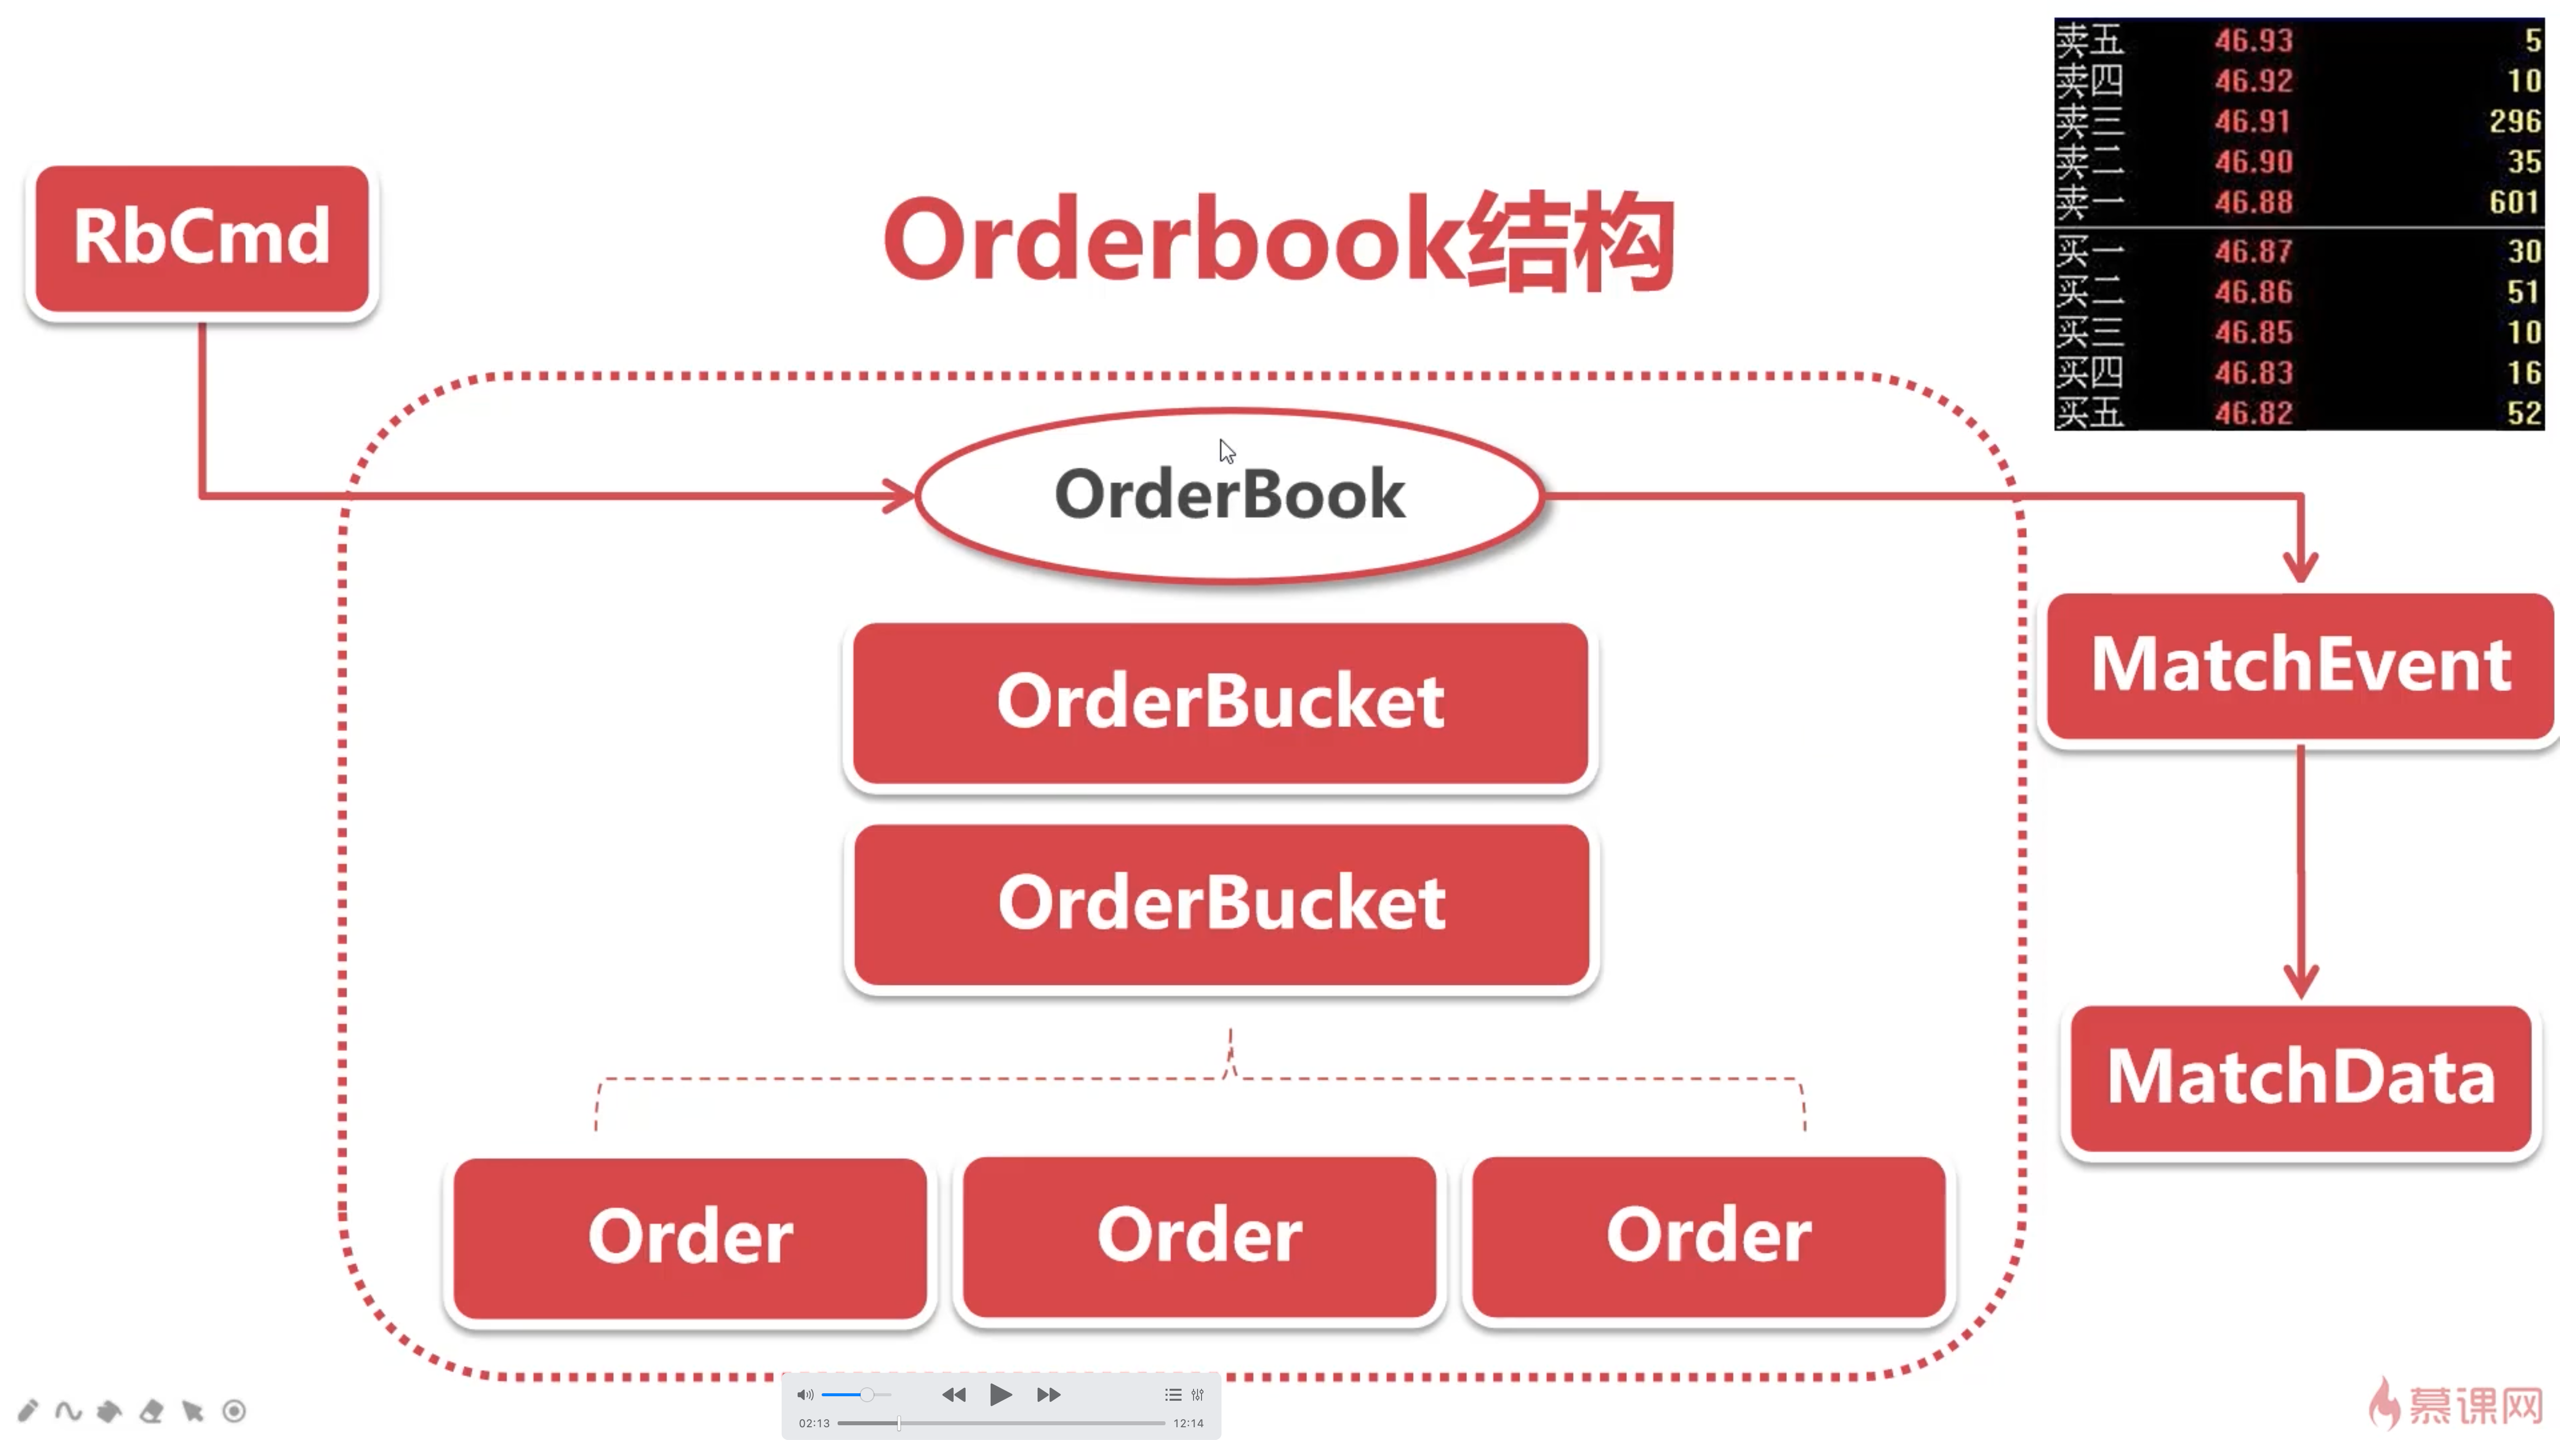 卖五 46.93 5
卖四 46.92 10
卖三 46.91 296
卖二 46.90 35
卖一 46.88 601
买一 46.87 30
买二 46.86 51
买三 46.85 10
买四 46.83 16
买五 46.82 52
RbCmd
Orderbook结构
OrderBook
OrderBucket
MatchEvent
OrderBucket
MatchData
Order Order Order
02:13 12:14
慕课网